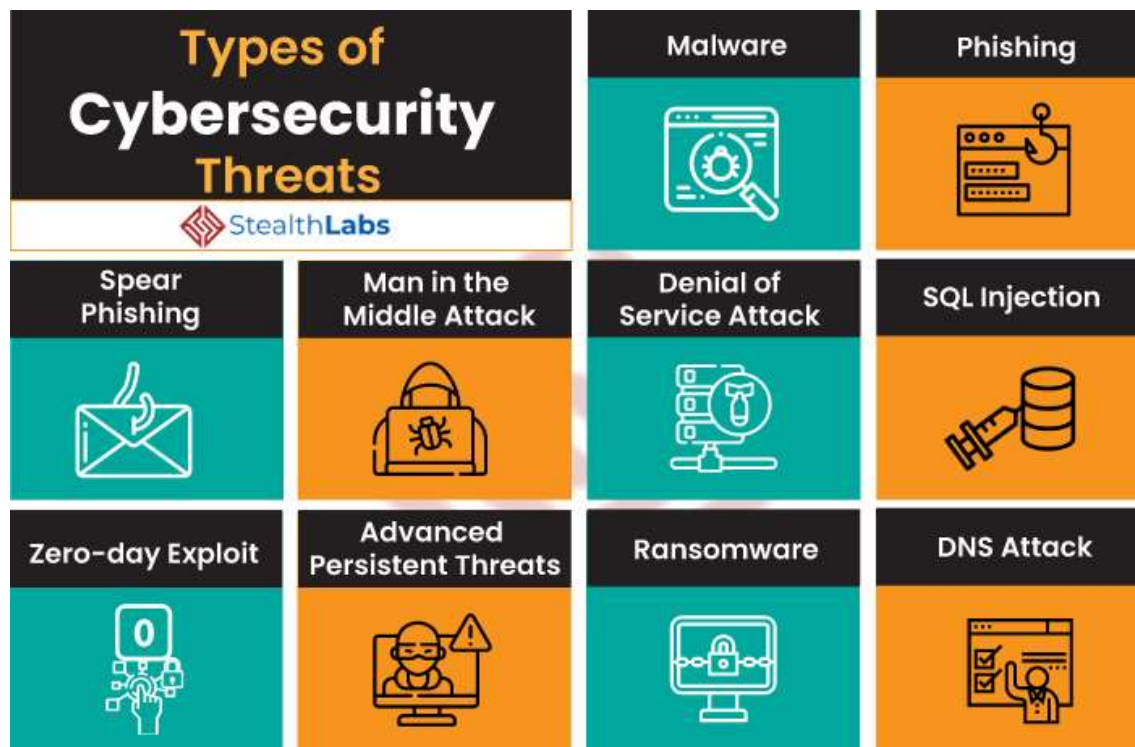 Types of
Cybersecurity
Threats
StealthLabs
Malware
Phishing
Spear
Phishing
Man in the
Middle Attack
Denial of
Service Attack
SQL Injection
Zero-day Exploit
0
Advanced
Persistent Threats
Ransomware
DNS Attack